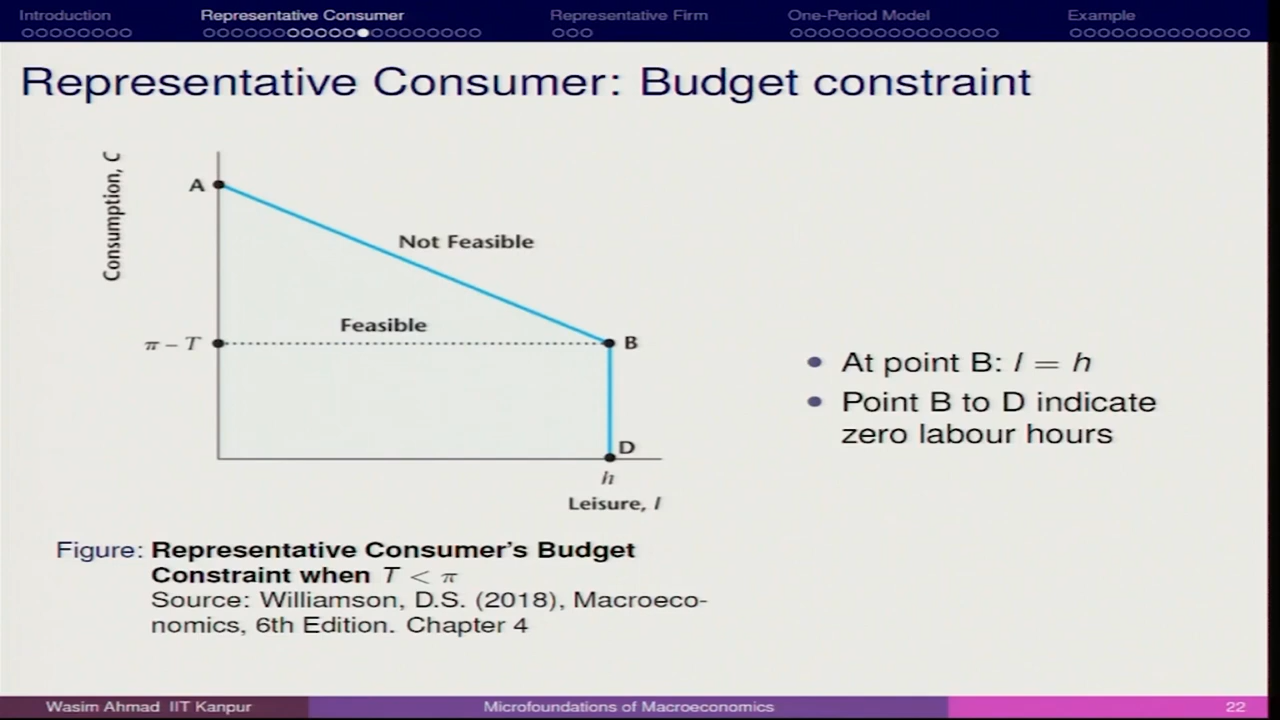 Introduction
Representative Consumer
Representative Firm
One-Period Model
Example
Representative Consumer: Budget constraint
Consumption, C
A
Not Feasible
Feasible
π – T
B
D
h
Leisure, l
At point B: l = h
Point B to D indicate
zero labour hours
Figure: Representative Consumer's Budget
Constraint when T < π
Source: Williamson, D.S. (2018), Macroeco-
nomics, 6th Edition. Chapter 4
Wasim Ahmad IIT Kanpur
Microfoundations of Macroeconomics
22